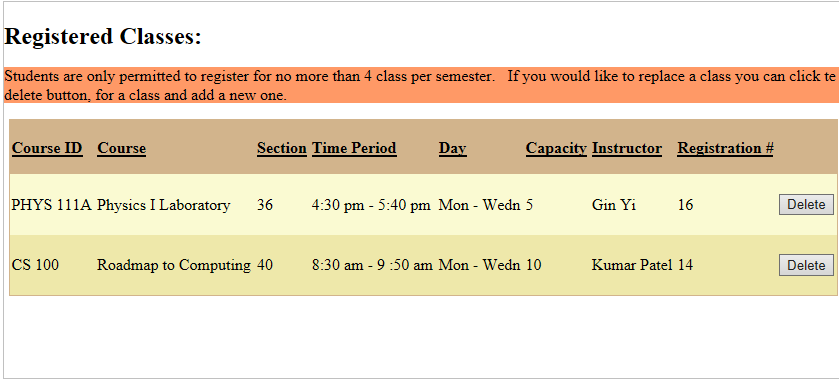 Registered Classes:
Students are only permitted to register for no more than 4 class per semester. If you would like to replace a class you can click te
delete button, for a class and add a new one.
Course ID Course Section Time Period Day Capacity Instructor Registration #
PHYS 111A Physics I Laboratory 36 4:30 pm - 5:40 pm Mon - Wedn 5 Gin Yi 16 Delete
CS 100 Roadmap to Computing 40 8:30 am - 9 :50 am Mon - Wedn 10 Kumar Patel 14 Delete